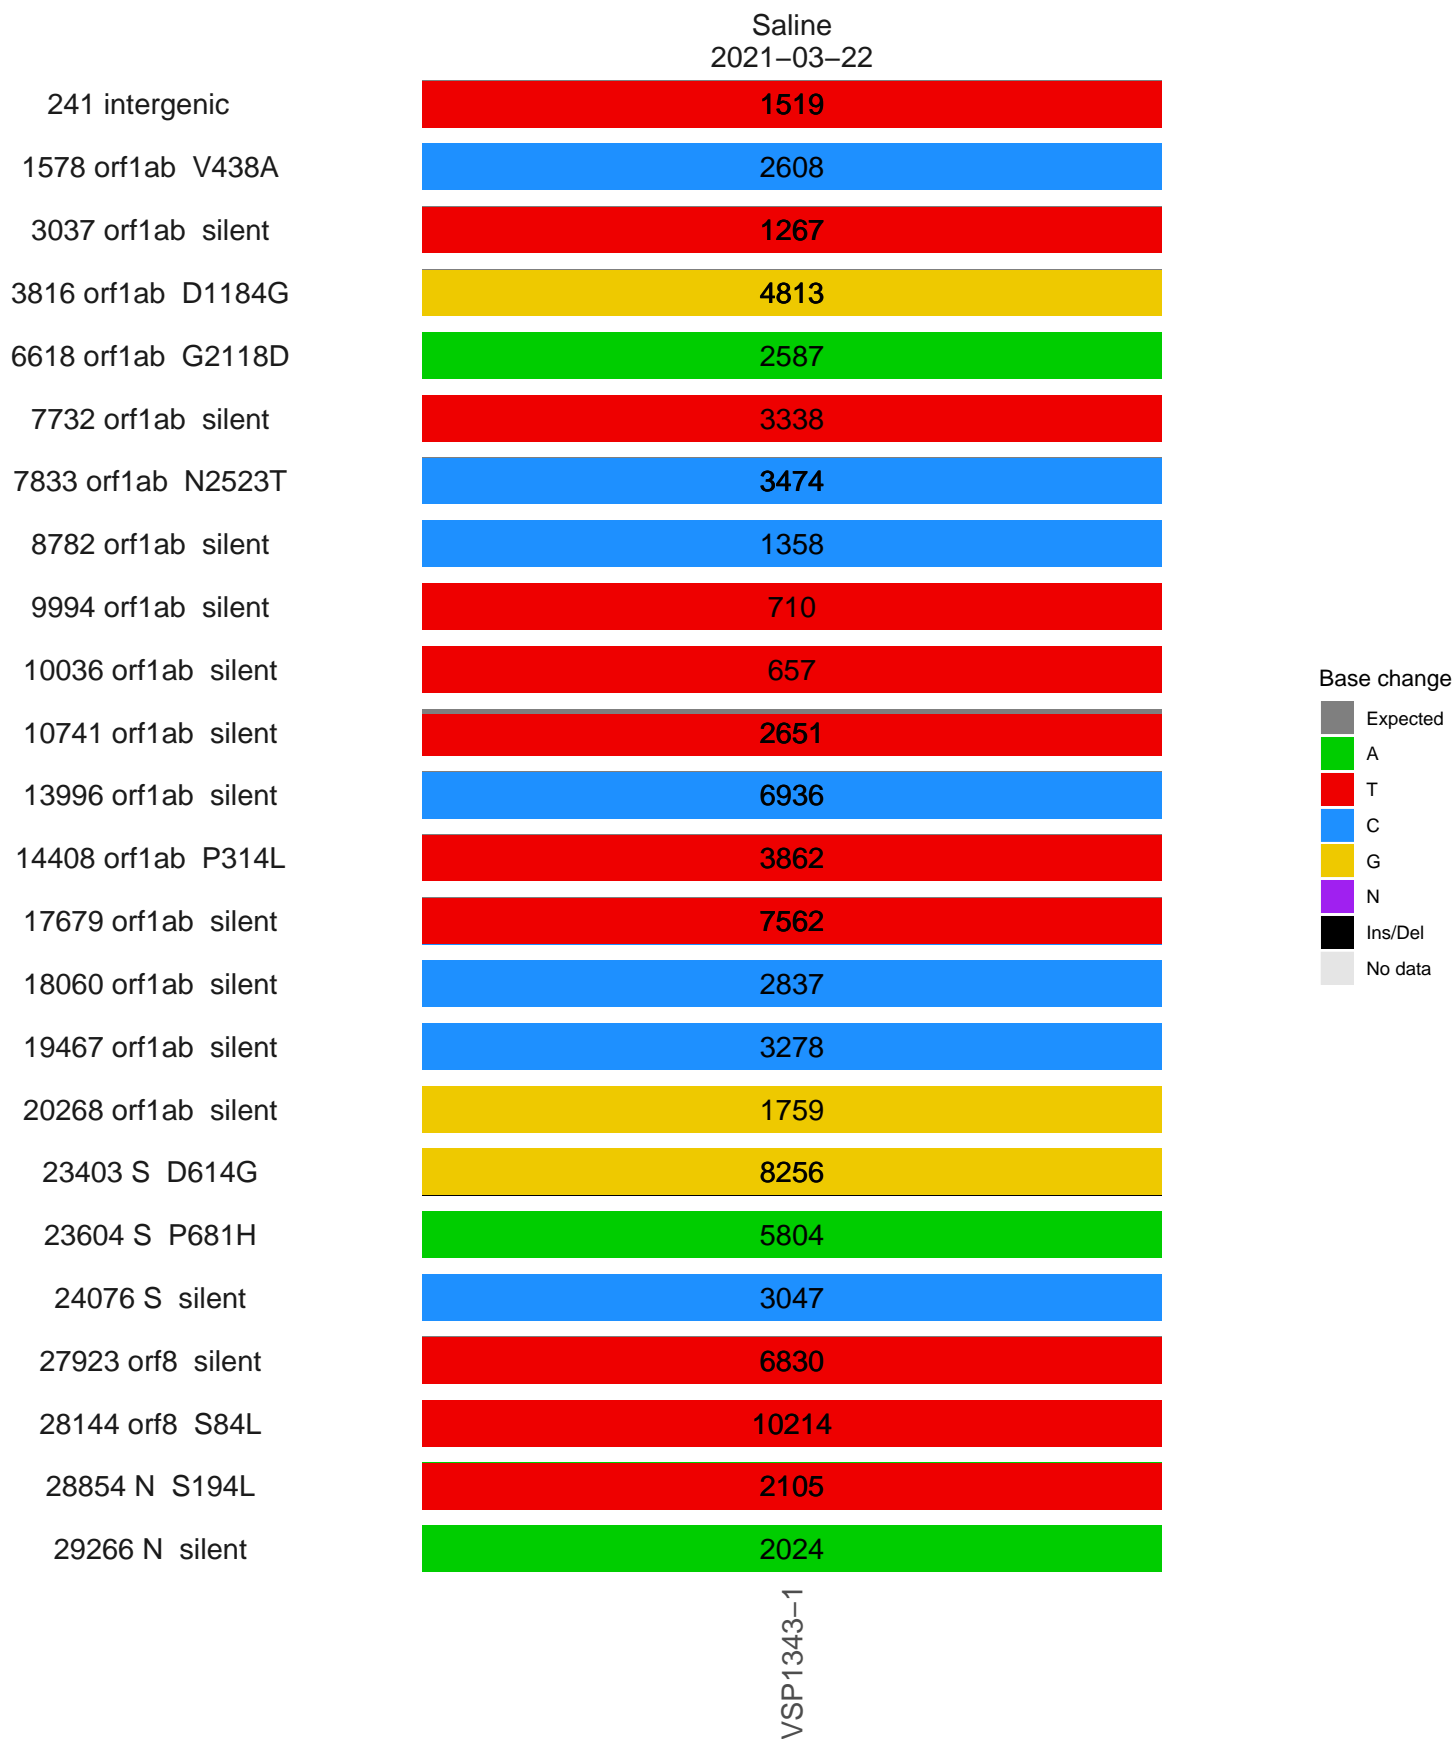 Saline
2021−03−22
241 intergenic 1519
1578 orf1ab V438A 2608
3037 orf1ab silent 1267
3816 orf1ab D1184G 4813
6618 orf1ab G2118D 2587
7732 orf1ab silent 3338
7833 orf1ab N2523T 3474
8782 orf1ab silent 1358
9994 orf1ab silent 710
10036 orf1ab silent 657
10741 orf1ab silent 2651
13996 orf1ab silent 6936
14408 orf1ab P314L 3862
17679 orf1ab silent 7562
18060 orf1ab silent 2837
19467 orf1ab silent 3278
20268 orf1ab silent 1759
23403 S D614G 8256
23604 S P681H 5804
24076 S silent 3047
27923 orf8 silent 6830
28144 orf8 S84L 10214
28854 N S194L 2105
29266 N silent 2024
VSP1343−1
Base change
Expected
A
T
C
G
N
Ins/Del
No data